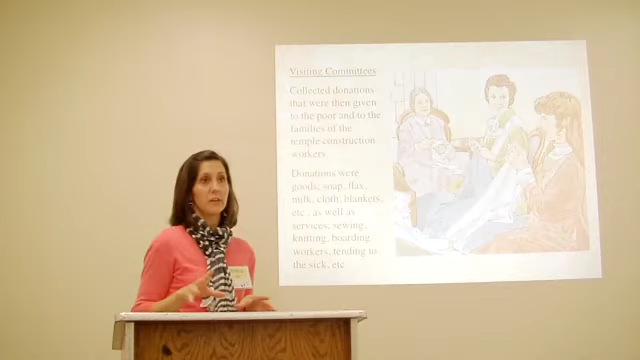 Visiting Committees
Collected donations
that were then given
to the poor and to the
families of the
temple construction
workers.
Donations were
goods; soap, flax,
milk, cloth, blankets,
etc., as well as
services; sewing,
knitting, boarding
workers, tending to
the sick, etc